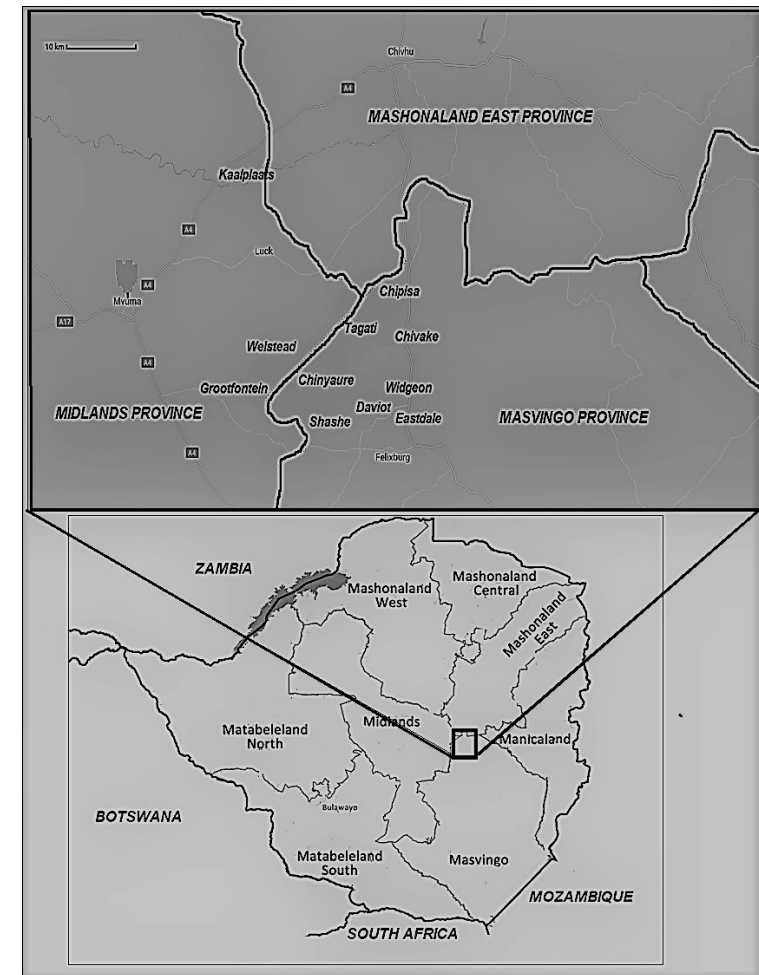 10 km
Chivhu
A4
MASHONALAND EAST PROVINCE
Kaalplaats
A4
Luck
A4
Mvuma
Chipisa
A17
Tagati
Chivake
Welstead
A4
Chinyaure
Grootfontein
Widgeon
Daviot
MIDLANDS PROVINCE
Shashe
Eastdale
MASVINGO PROVINCE
A4
Felixburg
ZAMBIA
Mashonaland
West
Mashonaland
Central
Mashonaland
East
Midlands
Matabeleland
North
Manicaland
Bulawayo
BOTSWANA
Matabeleland
South
Masvingo
MOZAMBIQUE
SOUTH AFRICA